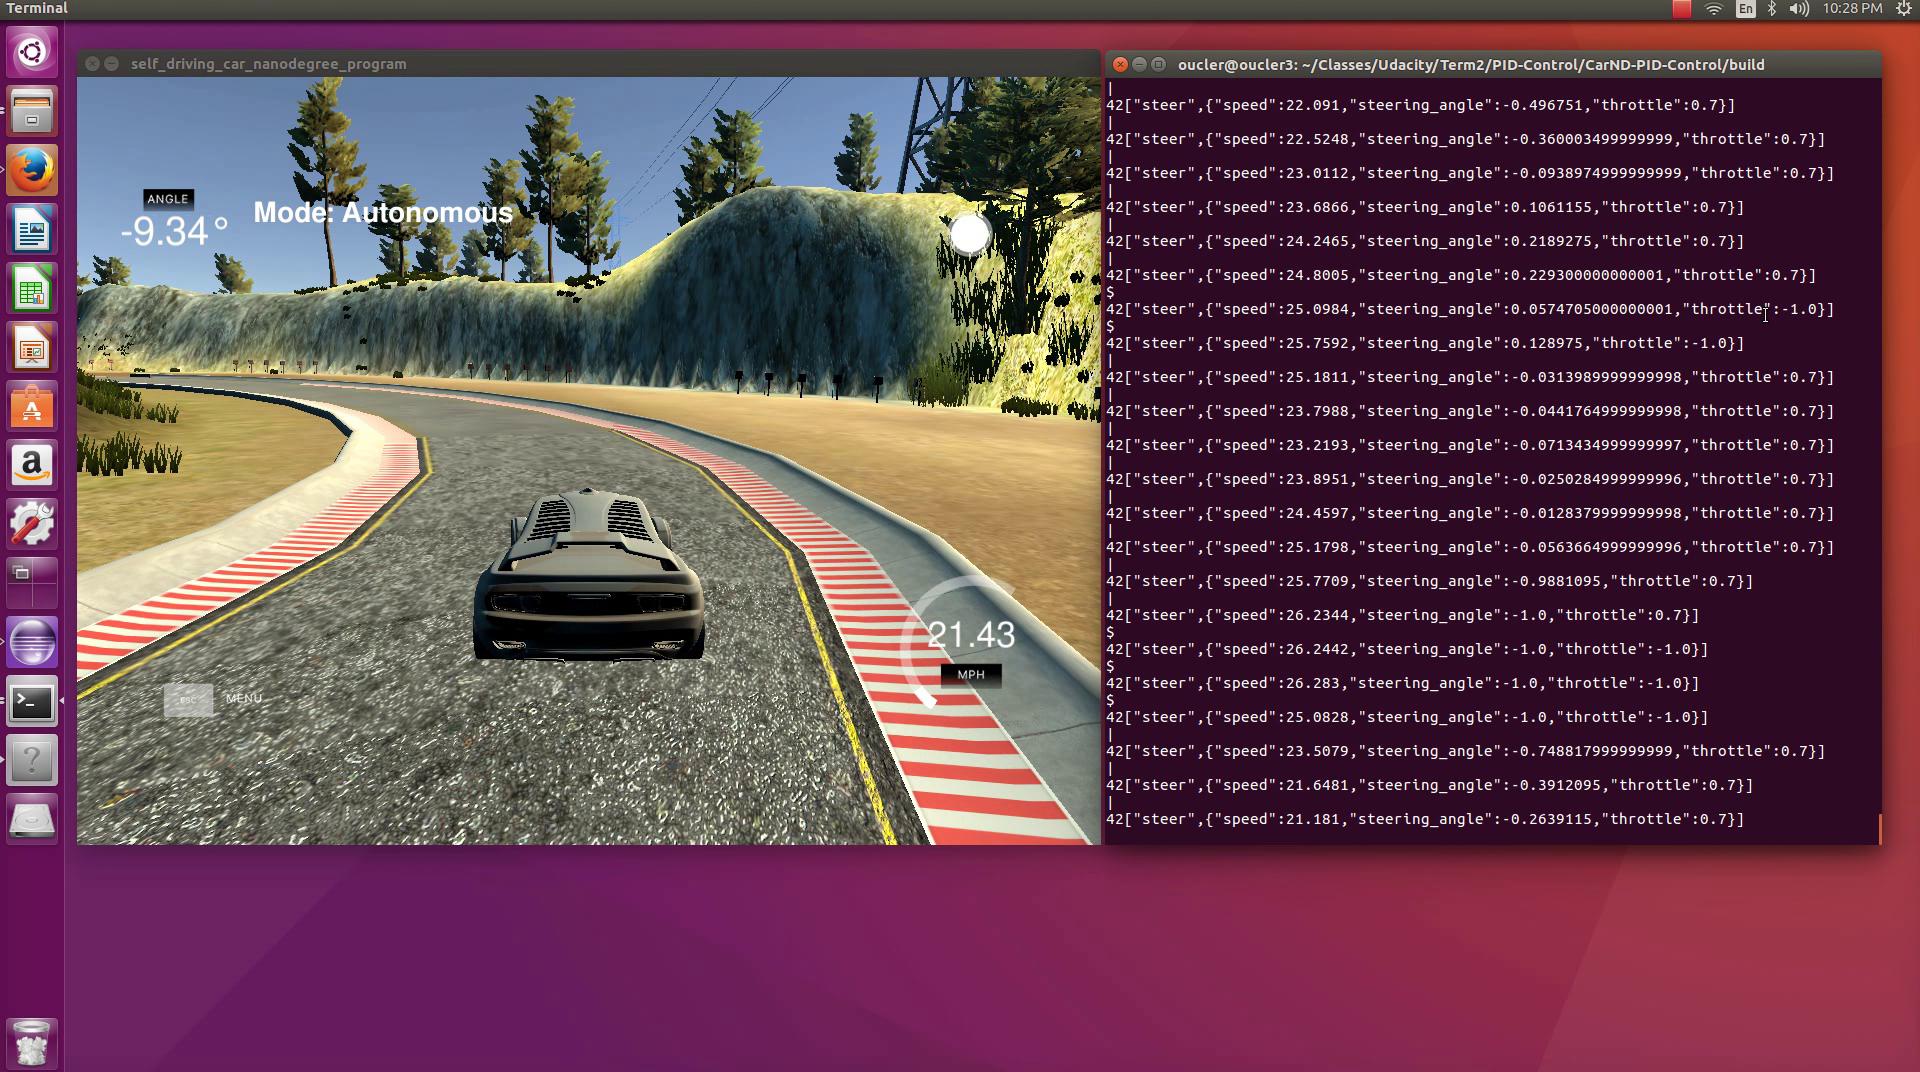 Terminal
En
10:28 PM
self_driving_car_nanodegree_program
ANGLE
-9.34°
Mode: Autonomous
21.43
MPH
ESC
MENU
oucler@oucler3: ~/Classes/Udacity/Term2/PID-Control/CarND-PID-Control/build
|
42["steer",{"speed":22.091,"steering_angle":-0.496751,"throttle":0.7}]
|
42["steer",{"speed":22.5248,"steering_angle":-0.360003499999999,"throttle":0.7}]
|
42["steer",{"speed":23.0112,"steering_angle":-0.0938974999999999,"throttle":0.7}]
|
42["steer",{"speed":23.6866,"steering_angle":0.1061155,"throttle":0.7}]
|
42["steer",{"speed":24.2465,"steering_angle":0.2189275,"throttle":0.7}]
|
42["steer",{"speed":24.8005,"steering_angle":0.229300000000001,"throttle":0.7}]
$
42["steer",{"speed":25.0984,"steering_angle":0.0574705000000001,"throttle":-1.0}]
$
42["steer",{"speed":25.7592,"steering_angle":0.128975,"throttle":-1.0}]
|
42["steer",{"speed":25.1811,"steering_angle":-0.0313989999999998,"throttle":0.7}]
|
42["steer",{"speed":23.7988,"steering_angle":-0.0441764999999998,"throttle":0.7}]
|
42["steer",{"speed":23.2193,"steering_angle":-0.0713434999999997,"throttle":0.7}]
|
42["steer",{"speed":23.8951,"steering_angle":-0.0250284999999996,"throttle":0.7}]
|
42["steer",{"speed":24.4597,"steering_angle":-0.0128379999999998,"throttle":0.7}]
|
42["steer",{"speed":25.1798,"steering_angle":-0.0563664999999996,"throttle":0.7}]
|
42["steer",{"speed":25.7709,"steering_angle":-0.9881095,"throttle":0.7}]
|
42["steer",{"speed":26.2344,"steering_angle":-1.0,"throttle":0.7}]
$
42["steer",{"speed":26.2442,"steering_angle":-1.0,"throttle":-1.0}]
$
42["steer",{"speed":26.283,"steering_angle":-1.0,"throttle":-1.0}]
$
42["steer",{"speed":25.0828,"steering_angle":-1.0,"throttle":-1.0}]
|
42["steer",{"speed":23.5079,"steering_angle":-0.748817999999999,"throttle":0.7}]
|
42["steer",{"speed":21.6481,"steering_angle":-0.3912095,"throttle":0.7}]
|
42["steer",{"speed":21.181,"steering_angle":-0.2639115,"throttle":0.7}]